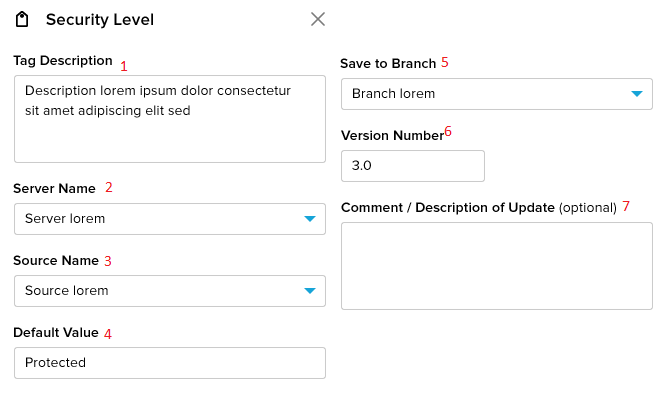 Security Level
Tag Description 1
Description lorem ipsum dolor consectetur
sit amet adipiscing elit sed
Server Name 2
Server lorem
Source Name 3
Source lorem
Default Value 4
Protected
Save to Branch 5
Branch lorem
Version Number 6
3.0
Comment / Description of Update (optional) 7